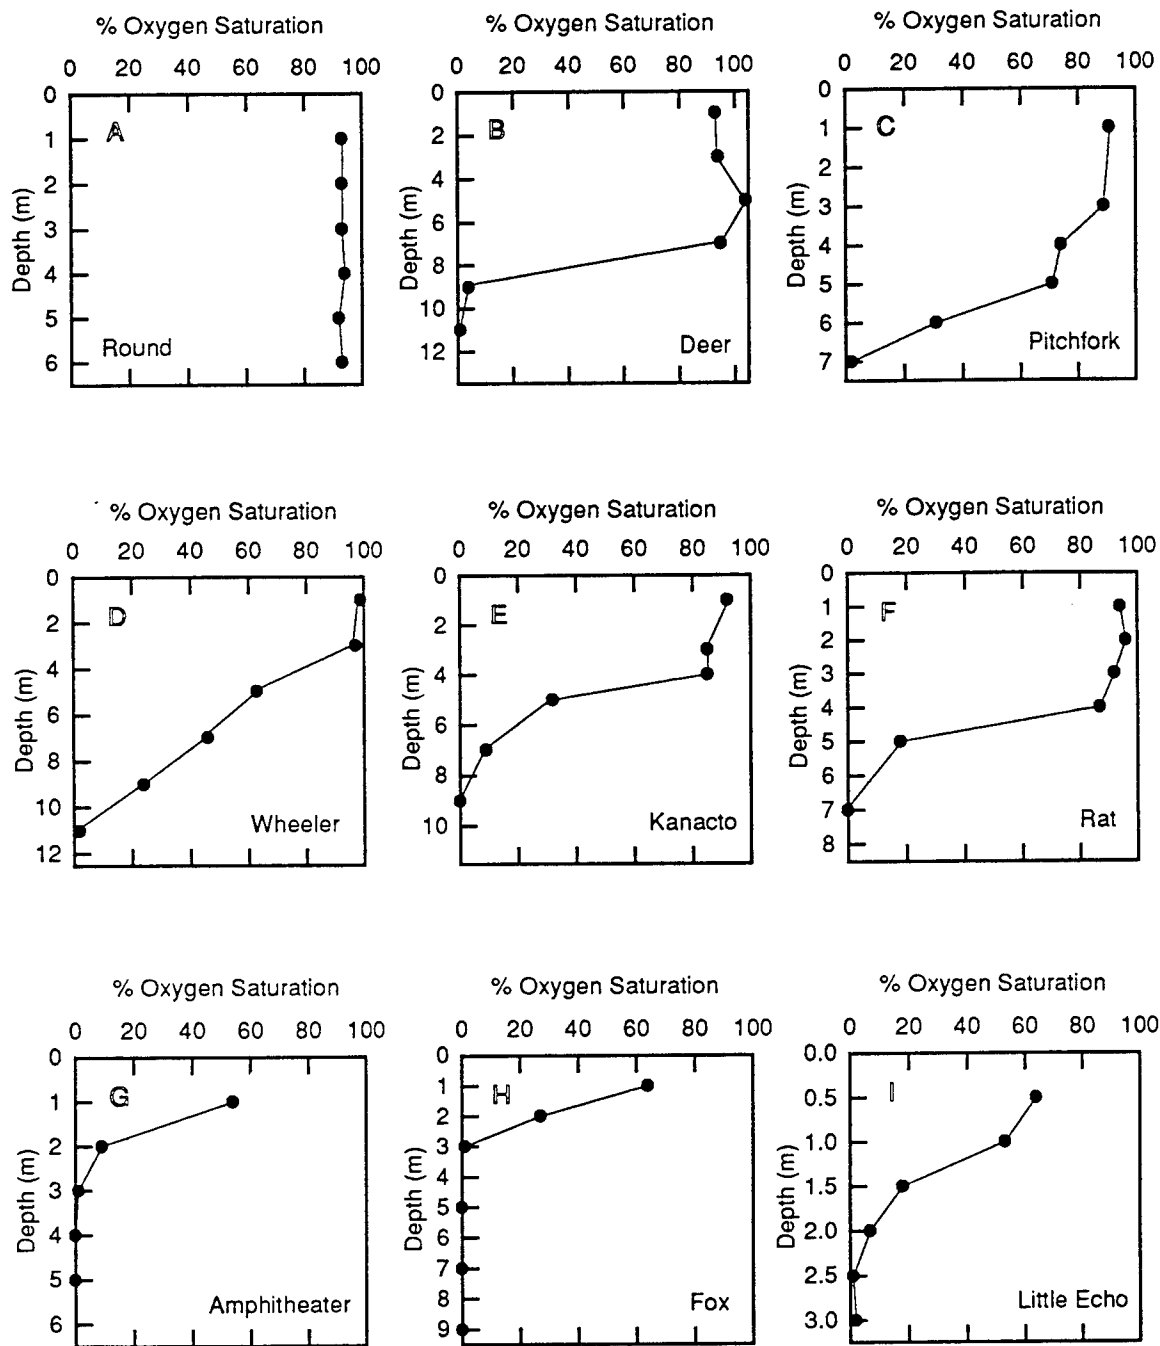 % Oxygen Saturation
0 20 40 60 80 100
0
1
2
3
4
5
6
Depth (m)
A
Round
% Oxygen Saturation
0 20 40 60 80 100
0
2
4
6
8
10
12
Depth (m)
B
Deer
% Oxygen Saturation
0 20 40 60 80 100
0
1
2
3
4
5
6
7
Depth (m)
C
Pitchfork
% Oxygen Saturation
0 20 40 60 80 100
0
2
4
6
8
10
12
Depth (m)
D
Wheeler
% Oxygen Saturation
0 20 40 60 80 100
0
2
4
6
8
10
Depth (m)
E
Kanacto
% Oxygen Saturation
0 20 40 60 80 100
0
1
2
3
4
5
6
7
8
Depth (m)
F
Rat
% Oxygen Saturation
0 20 40 60 80 100
0
1
2
3
4
5
6
Depth (m)
G
Amphitheater
% Oxygen Saturation
0 20 40 60 80 100
0
1
2
3
4
5
6
7
8
9
Depth (m)
H
Fox
% Oxygen Saturation
0 20 40 60 80 100
0.0
0.5
1.0
1.5
2.0
2.5
3.0
Depth (m)
I
Little Echo